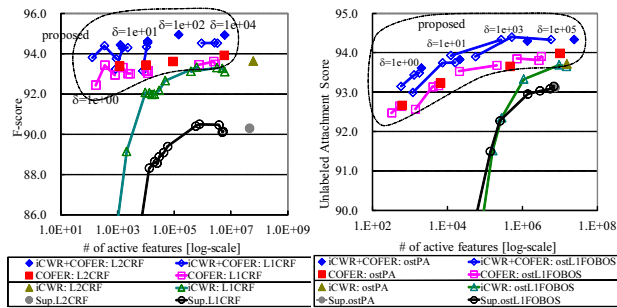 δ=1e+02 δ=1e+04
δ=1e+01
proposed
δ=1e+00
96.0
94.0
92.0
90.0
88.0
86.0
F-score
1.0E+01 1.0E+03 1.0E+05 1.0E+07 1.0E+09
# of active features [log-scale]
iCWR+COFER: L2CRF iCWR+COFER: L1CRF
COFER: L2CRF COFER: L1CRF
iCWR: L2CRF iCWR: L1CRF
Sup.L2CRF Sup.L1CRF
proposed
δ=1e+03 δ=1e+05
δ=1e+01
δ=1e+00
95.0
94.0
93.0
92.0
91.0
90.0
Unlabeled Attachment Score
1.E+02 1.E+04 1.E+06 1.E+08
# of active features [log-scale]
iCWR+COFER: ostPA iCWR+COFER: ostL1FOBOS
COFER: ostPA COFER: ostL1FOBOS
iCWR: ostPA iCWR: ostL1FOBOS
Sup.ostPA Sup.ostL1FOBOS